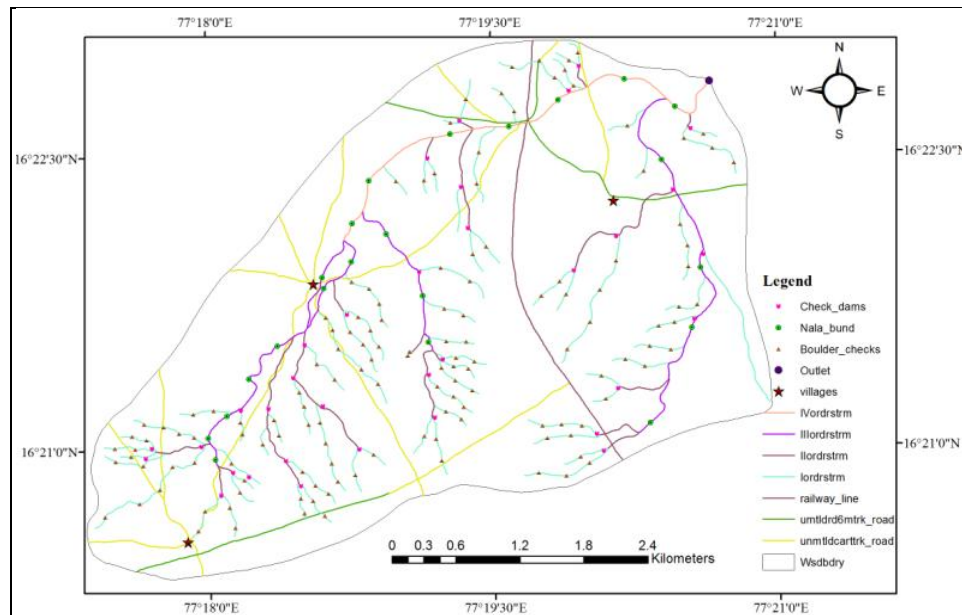 77°18'0"E 77°19'30"E 77°21'0"E
N
W E
S
16°22'30"N 16°22'30"N
Legend
Check_dams
Nala_bund
Boulder_checks
Outlet
villages
IVordrstrm
IIIordrstrm
IIordrstrm
Iordrstrm
railway_line
umtldrd6mtrk_road
unmtldcarttrk_road
Wsdbdry
16°21'0"N 16°21'0"N
0 0.3 0.6 1.2 1.8 2.4
Kilometers
77°18'0"E 77°19'30"E 77°21'0"E